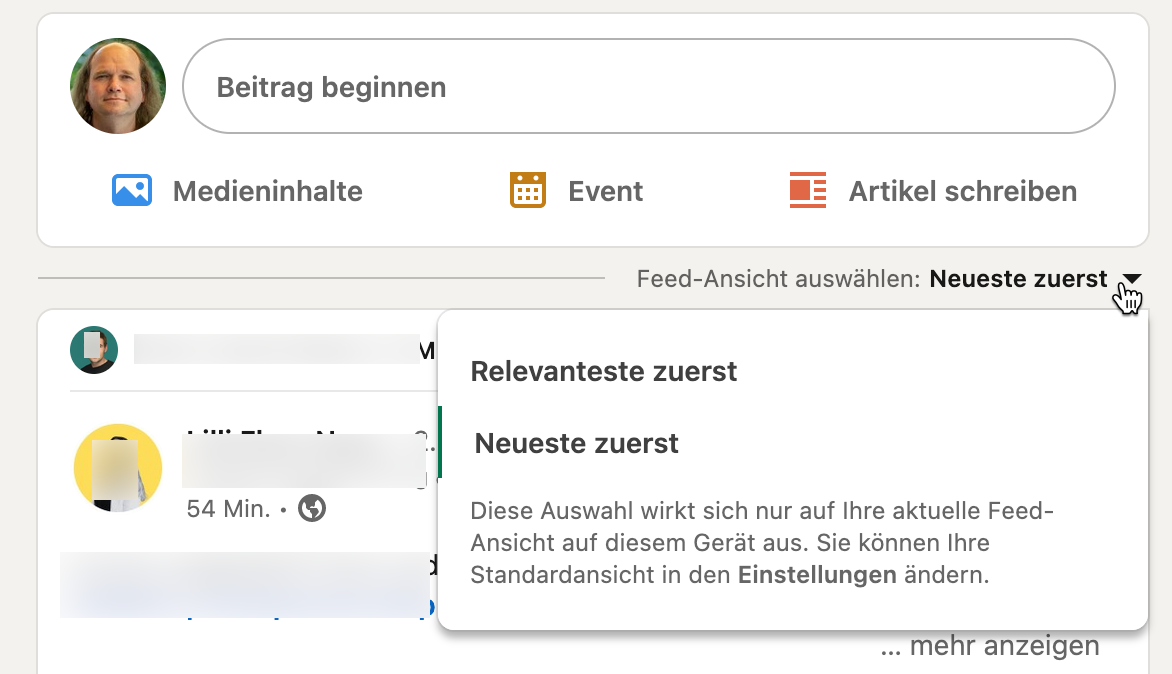 Beitrag beginnen
Medieninhalte Event Artikel schreiben
Feed-Ansicht auswählen: Neueste zuerst
Relevanteste zuerst
Neueste zuerst
54 Min. •
Diese Auswahl wirkt sich nur auf Ihre aktuelle Feed-
Ansicht auf diesem Gerät aus. Sie können Ihre
Standardansicht in den Einstellungen ändern.
... mehr anzeigen